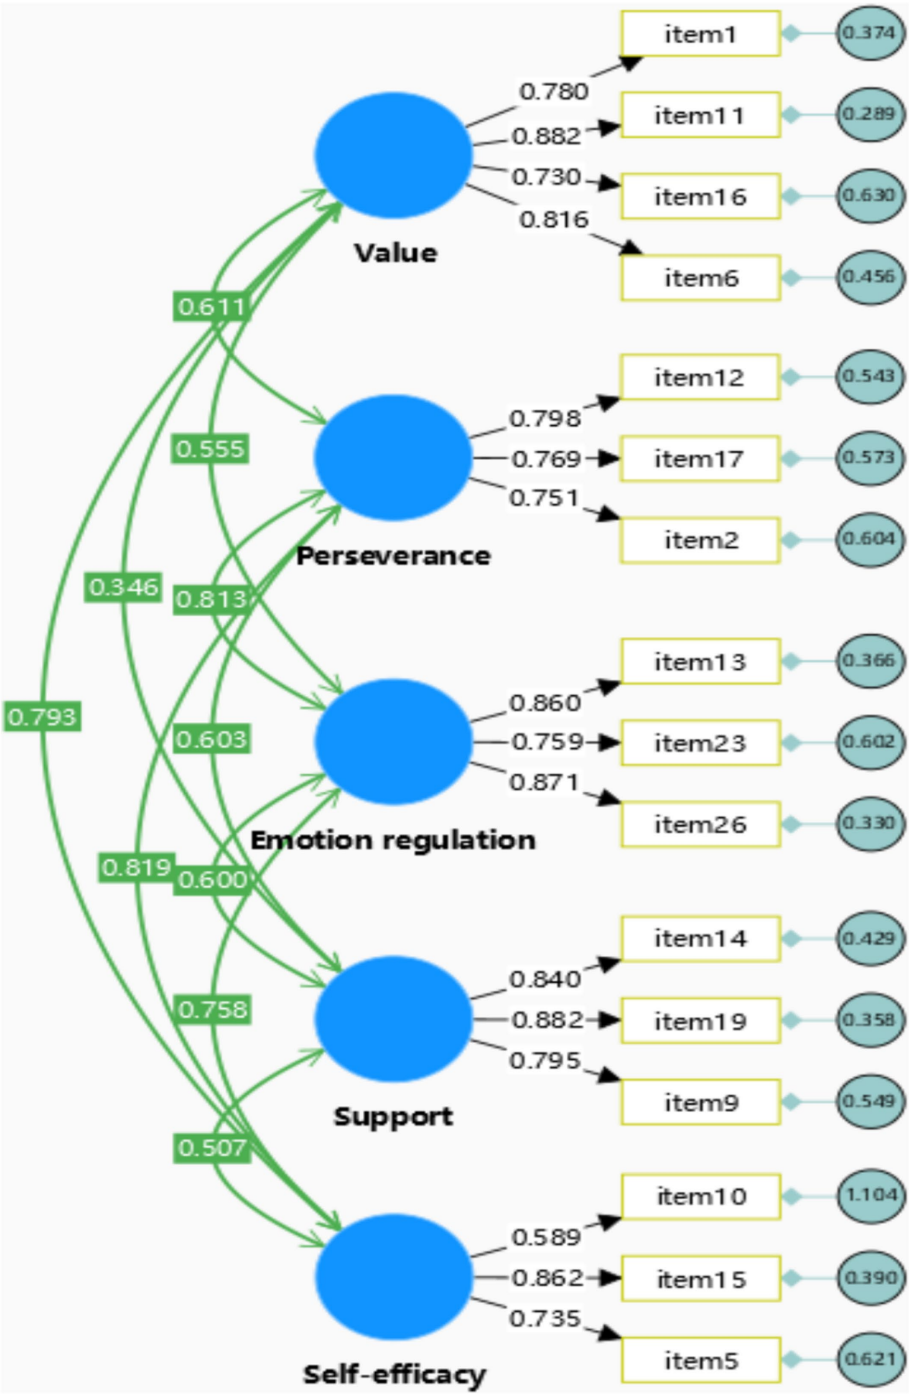 item1
0.374
0.780
item11
0.289
0.882
item16
0.630
0.730
item6
0.456
0.816
Value
0.611
item12
0.543
0.798
item17
0.573
0.769
item2
0.604
0.751
0.555
Perseverance
0.346
0.813
item13
0.366
0.860
item23
0.602
0.759
item26
0.330
0.871
0.793
0.603
Emotion regulation
0.819
0.600
item14
0.429
0.840
item19
0.358
0.882
item9
0.549
0.795
0.758
Support
0.507
item10
1.104
0.589
item15
0.390
0.862
item5
0.621
0.735
Self-efficacy